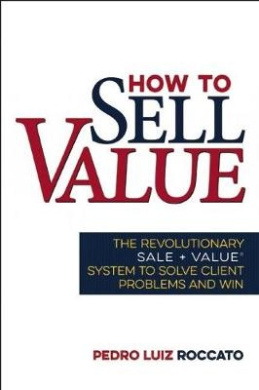 HOW TO
SELL
VALUE
THE REVOLUTIONARY
SALE + VALUE®
SYSTEM TO SOLVE CLIENT
PROBLEMS AND WIN
PEDRO LUIZ ROCCATO